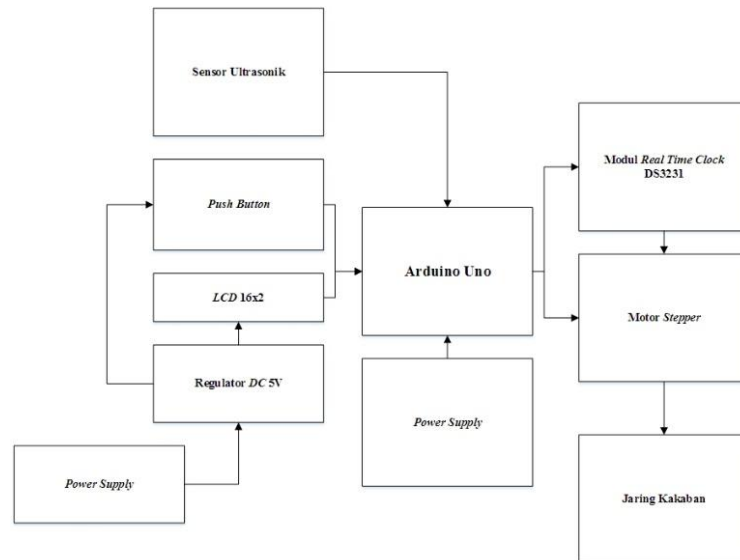 Sensor Ultrasonik
Push Button
LCD 16x2
Regulator DC 5V
Power Supply
Arduino Uno
Power Supply
Modul Real Time Clock
DS3231
Motor Stepper
Jaring Kakaban